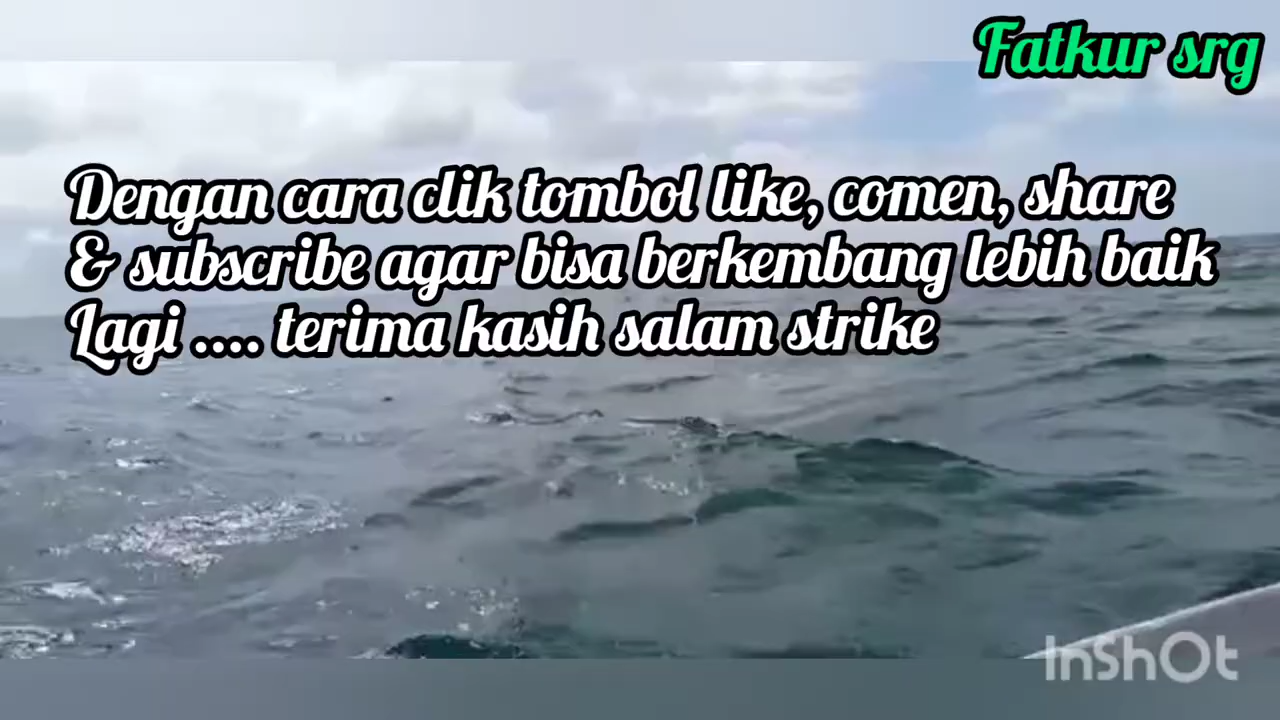 Fatkur srg
Dengan cara clik tombol like, comen, share
& subscribe agar bisa berkembang lebih baik
Lagi .... terima kasih salam strike
InShOt